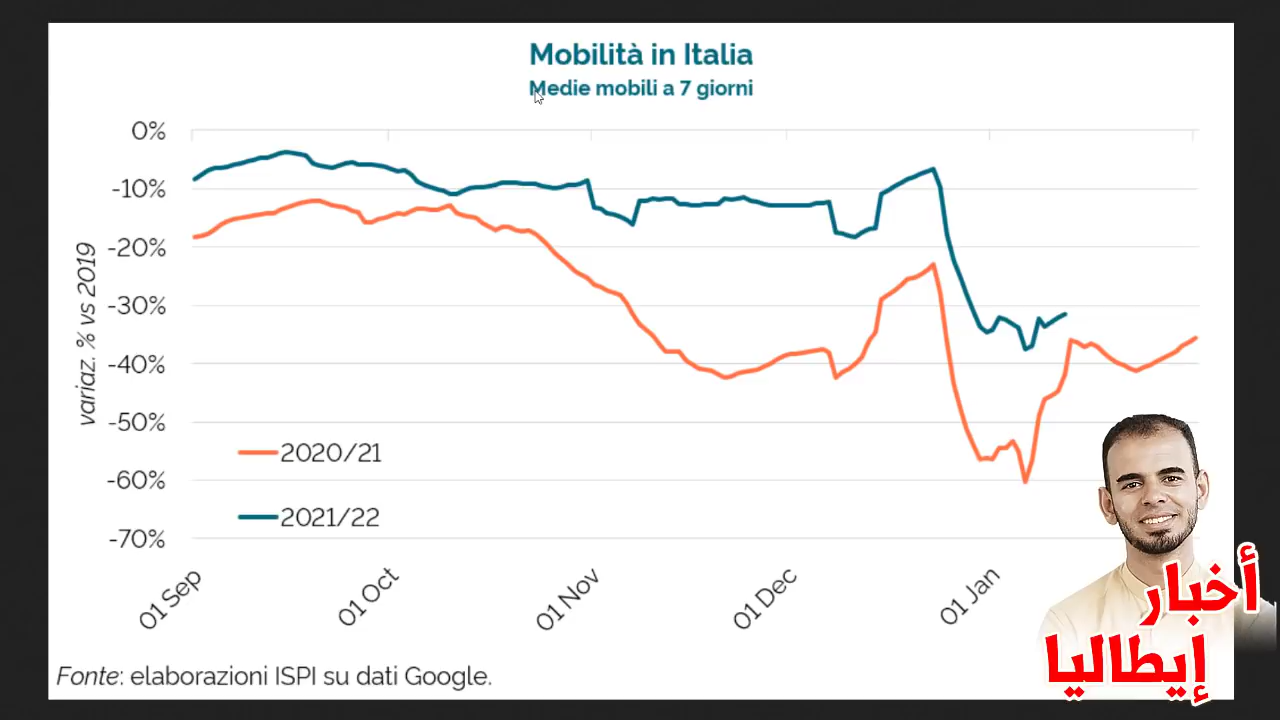 Mobilità in Italia
Medie mobili a 7 giorni
variaz. % vs 2019
0%
-10%
-20%
-30%
-40%
-50%
-60%
-70%
2020/21
2021/22
01 Sep
01 Oct
01 Nov
01 Dec
01 Jan
Fonte: elaborazioni ISPI su dati Google.
أخبار
إيطاليا